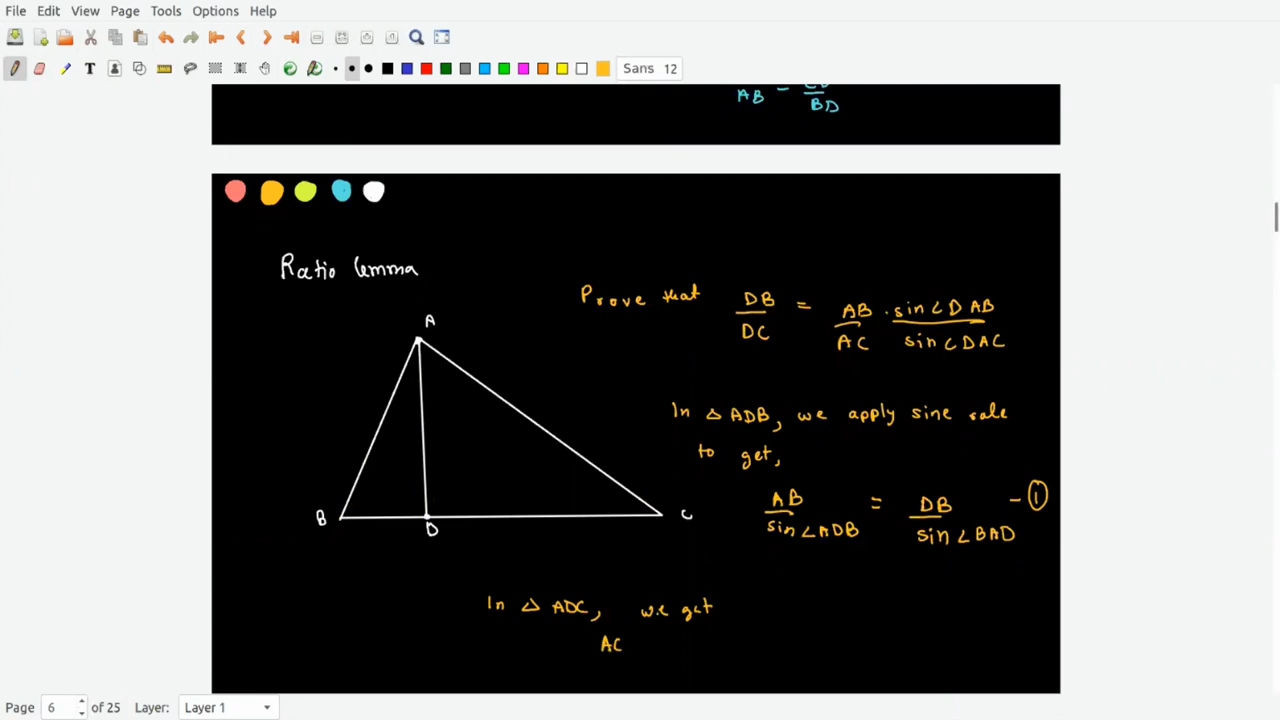 File Edit View Page Tools Options Help
Sans 12
AB = CD/BD
Ratio lemma
Prove that DB/DC = AB/AC · sin∠DAB/sin∠DAC
A
B
D
C
In △ ADB, we apply sine rule
to get,
AB/sin∠ADB = DB/sin∠BAD - ①
In △ ADC, we get
AC
Page 6 of 25 Layer: Layer 1